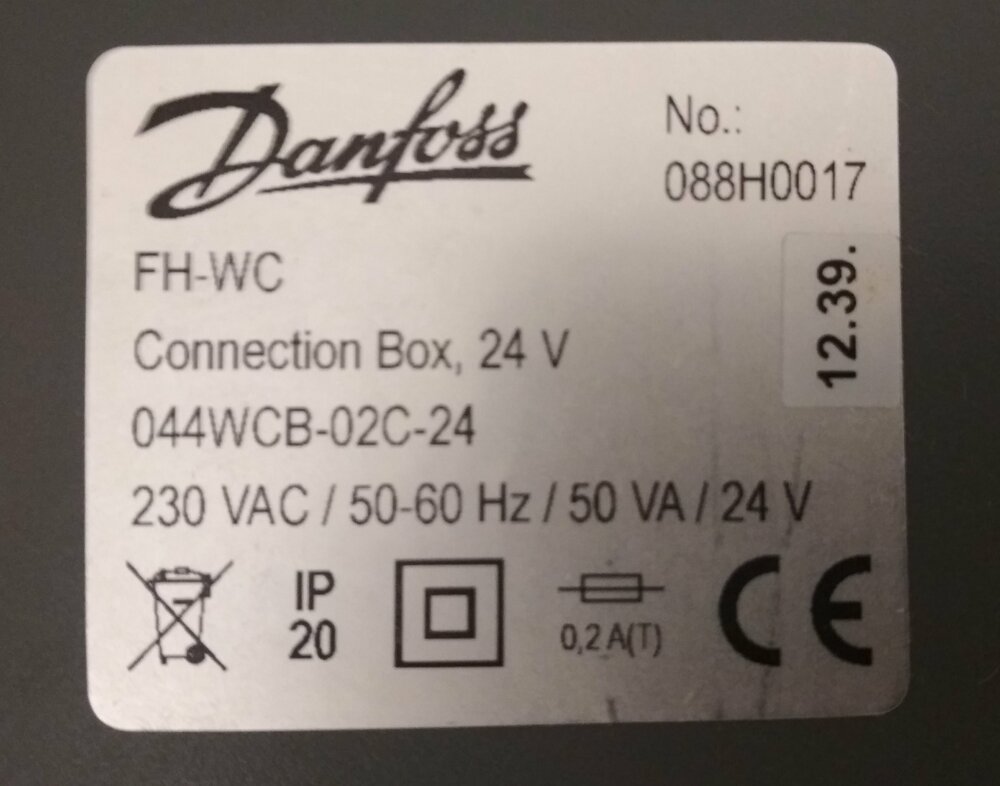 Danfoss
No.:
088H0017
12.39.
FH-WC
Connection Box, 24 V
044WCB-02C-24
230 VAC / 50-60 Hz / 50 VA / 24 V
IP
20
0,2 A(T)
CE